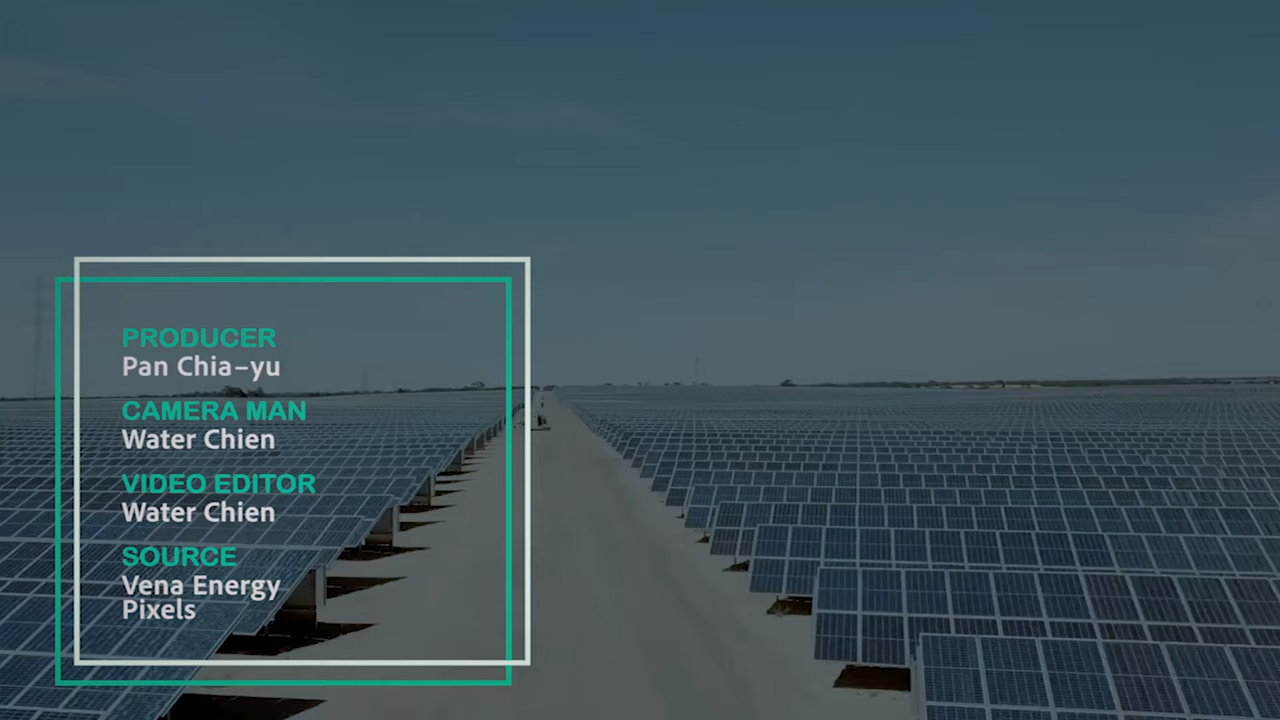 PRODUCER
Pan Chia-yu
CAMERA MAN
Water Chien
VIDEO EDITOR
Water Chien
SOURCE
Vena Energy
Pixels